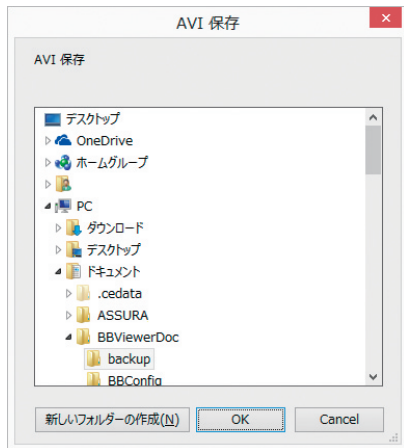 AVI 保存
AVI 保存
デスクトップ
OneDrive
ホームグループ
PC
ダウンロード
デスクトップ
ドキュメント
.cedata
ASSURA
BBViewerDoc
backup
BBConfig
新しいフォルダーの作成(N) OK Cancel